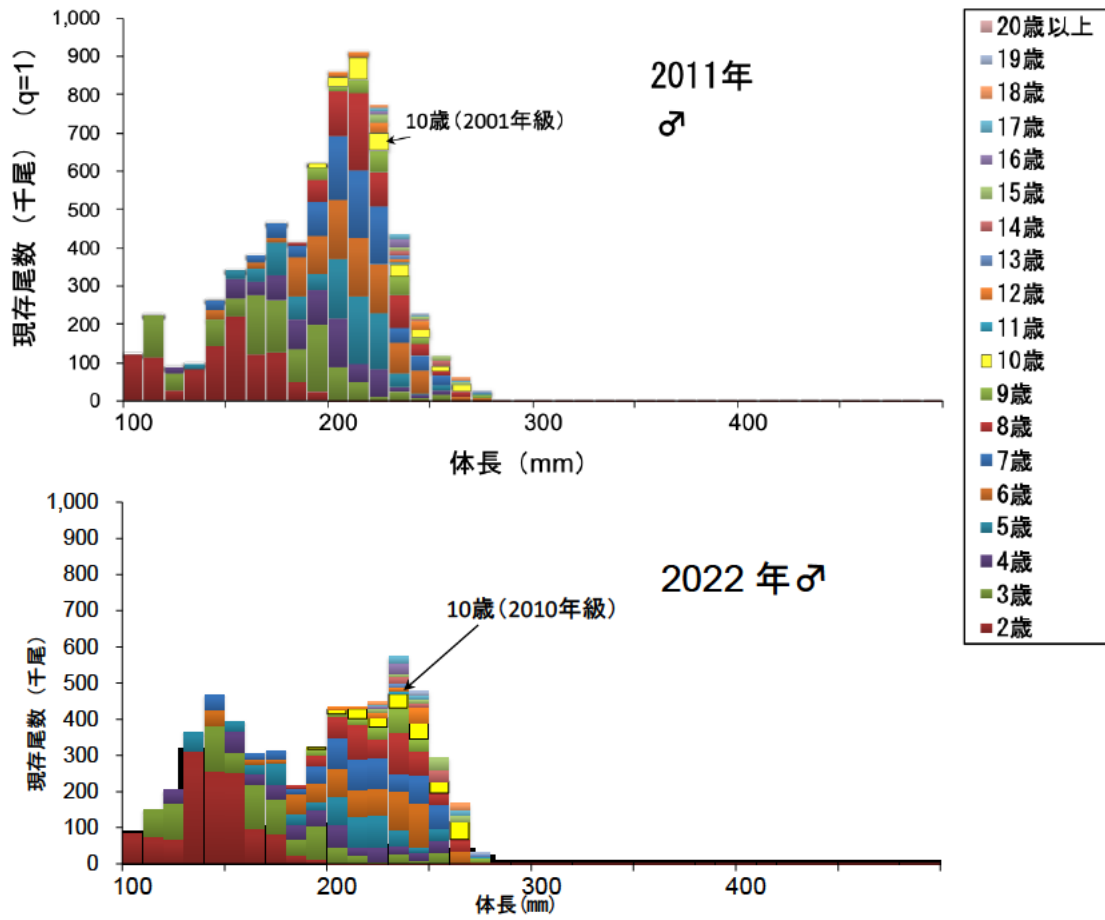 現存尾数（千尾）（q=1）
1,000
900
800
700
600
500
400
300
200
100
0
2011年
♂
10歳（2001年級）
100
200
300
400
体長（mm）
現存尾数（千尾）
1,000
900
800
700
600
500
400
300
200
100
0
2022 年♂
10歳（2010年級）
100
200
300
400
体長（mm）
20歳以上
19歳
18歳
17歳
16歳
15歳
14歳
13歳
12歳
11歳
10歳
9歳
8歳
7歳
6歳
5歳
4歳
3歳
2歳